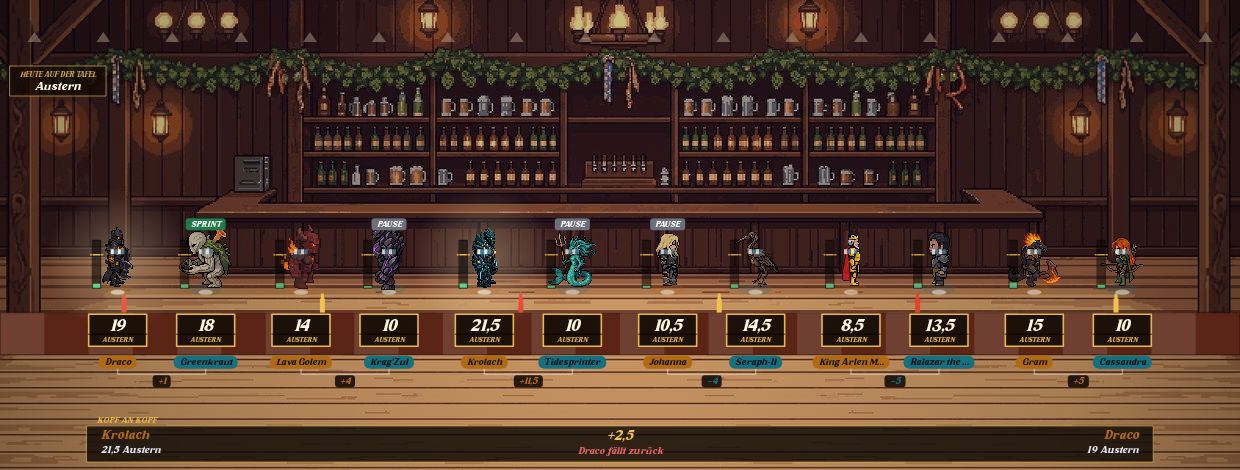 HEUTE AUF DER TAFEL
Austern
SPRINT
PAUSE
PAUSE
PAUSE
19
AUSTERN
18
AUSTERN
14
AUSTERN
10
AUSTERN
21,5
AUSTERN
10
AUSTERN
10,5
AUSTERN
14,5
AUSTERN
8,5
AUSTERN
13,5
AUSTERN
15
AUSTERN
10
AUSTERN
Draco
Greenkraut
Lava Golem
Krag'Zul
Krolach
Tidesprinter
Johanna
Seraph-11
King Arlen M...
Ralazar the ...
Gram
Cassandra
+1
+4
+11,5
-4
-5
+5
KOPF AN KOPF
Krolach
21,5 Austern
+2,5
Draco fällt zurück
Draco
19 Austern